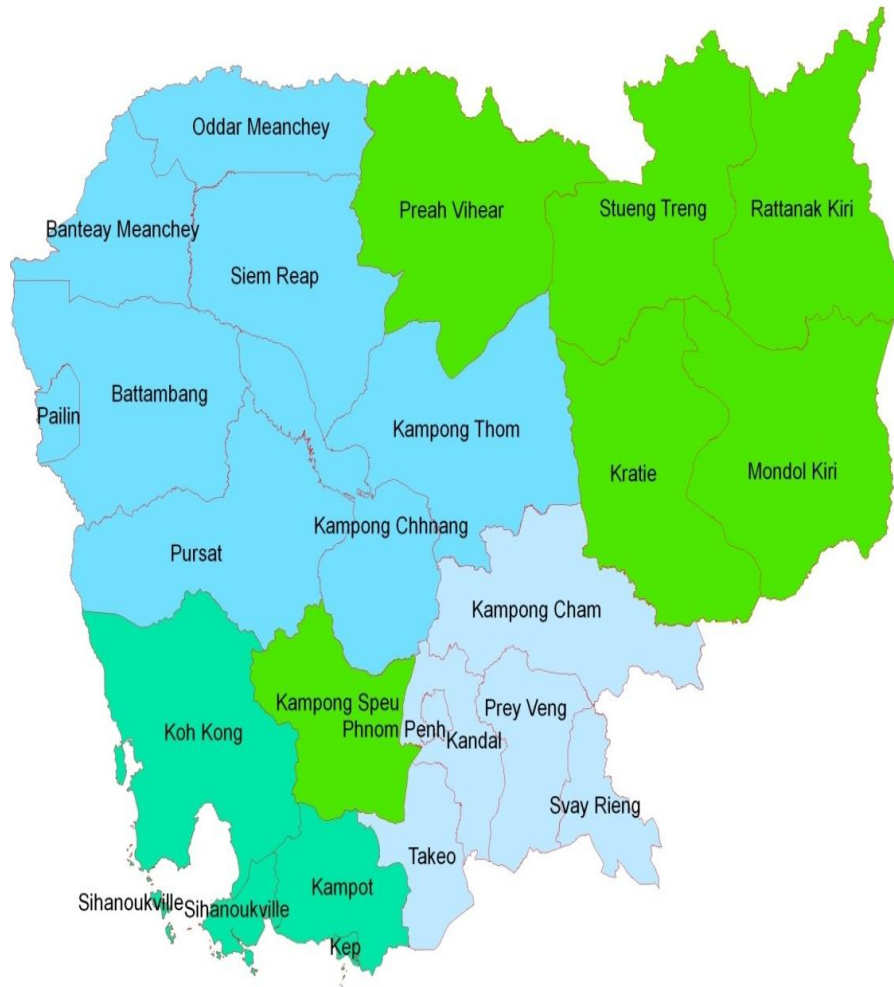 Oddar Meanchey
Preah Vihear
Stueng Treng
Rattanak Kiri
Banteay Meanchey
Siem Reap
Battambang
Pailin
Kampong Thom
Kratie
Mondol Kiri
Kampong Chhnang
Pursat
Kampong Cham
Kampong Speu
Prey Veng
Koh Kong
Phnom Penh
Kandal
Svay Rieng
Takeo
Kampot
Sihanoukville
Sihanoukville
Kep